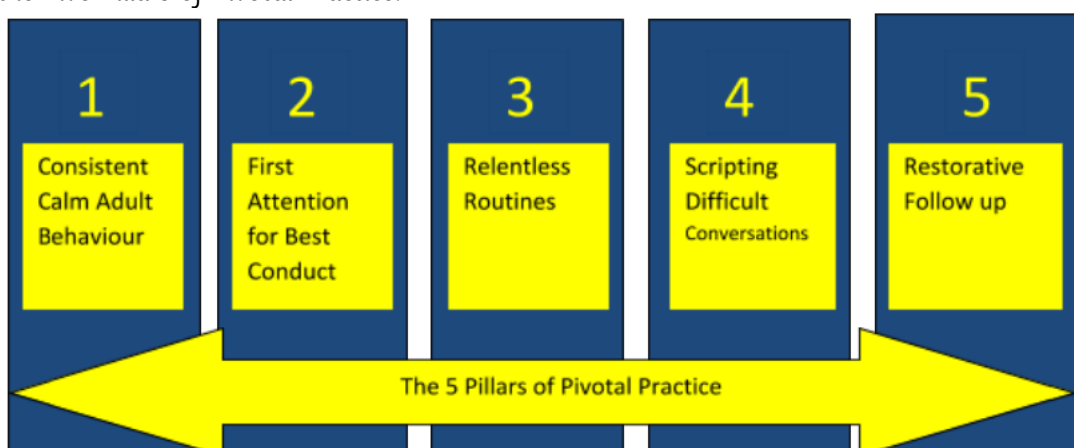 1
Consistent
Calm Adult
Behaviour
2
First
Attention
for Best
Conduct
3
Relentless
Routines
4
Scripting
Difficult
Conversations
5
Restorative
Follow up
The 5 Pillars of Pivotal Practice